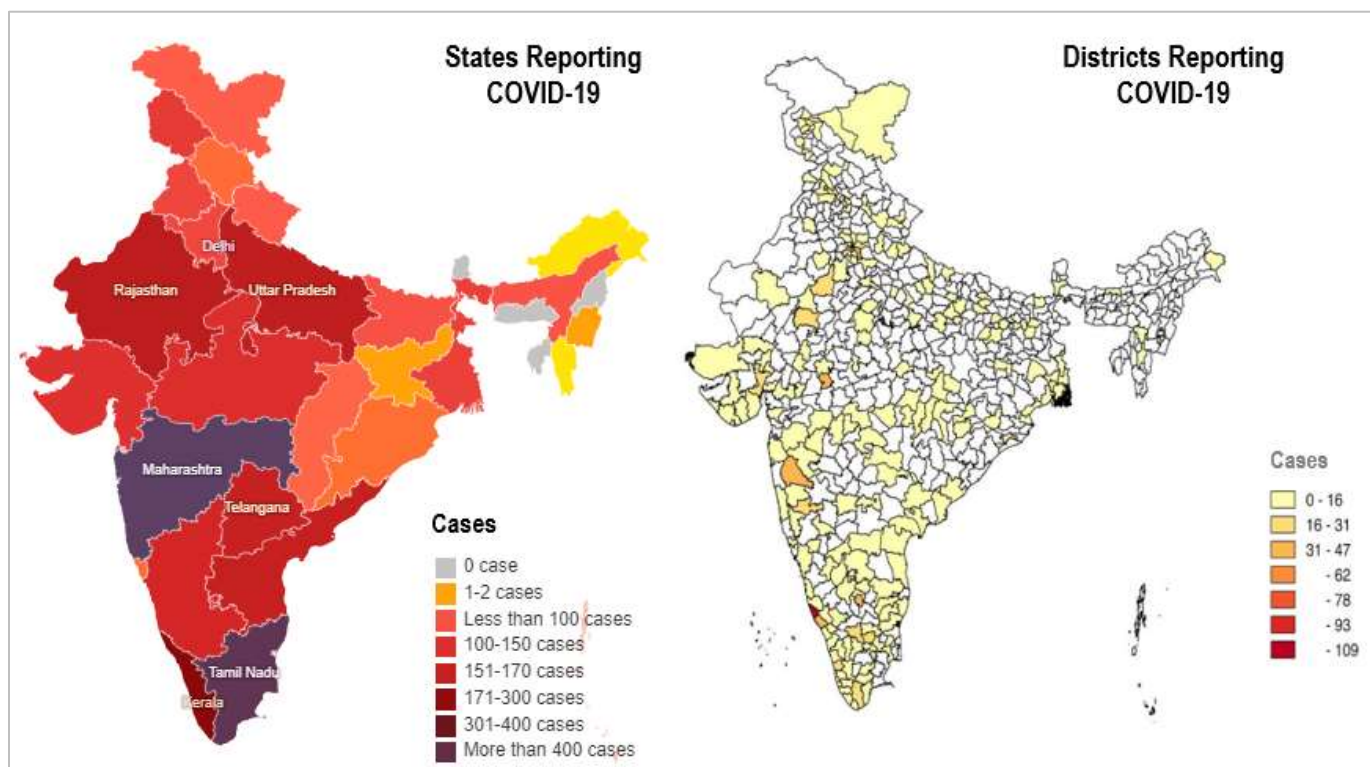 States Reporting
COVID-19
Delhi
Rajasthan
Uttar Pradesh
Maharashtra
Telangana
Tamil Nadu
Kerala
Cases
0 case
1-2 cases
Less than 100 cases
100-150 cases
151-170 cases
171-300 cases
301-400 cases
More than 400 cases
Districts Reporting
COVID-19
Cases
0 - 16
16 - 31
31 - 47
- 62
- 78
- 93
- 109